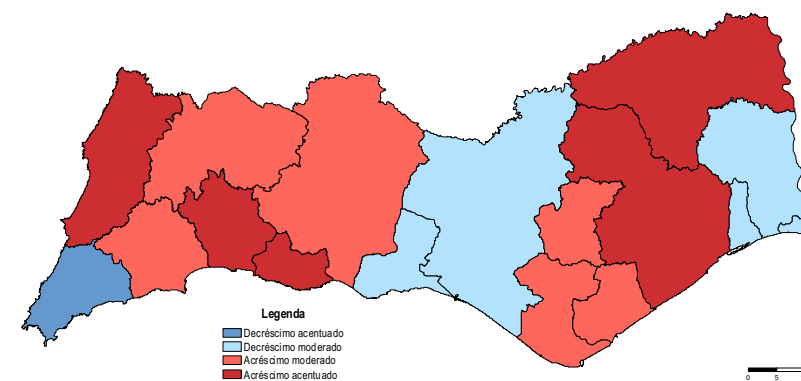 Legenda
Decréscimo acentuado
Decréscimo moderado
Acréscimo moderado
Acréscimo acentuado
0 5